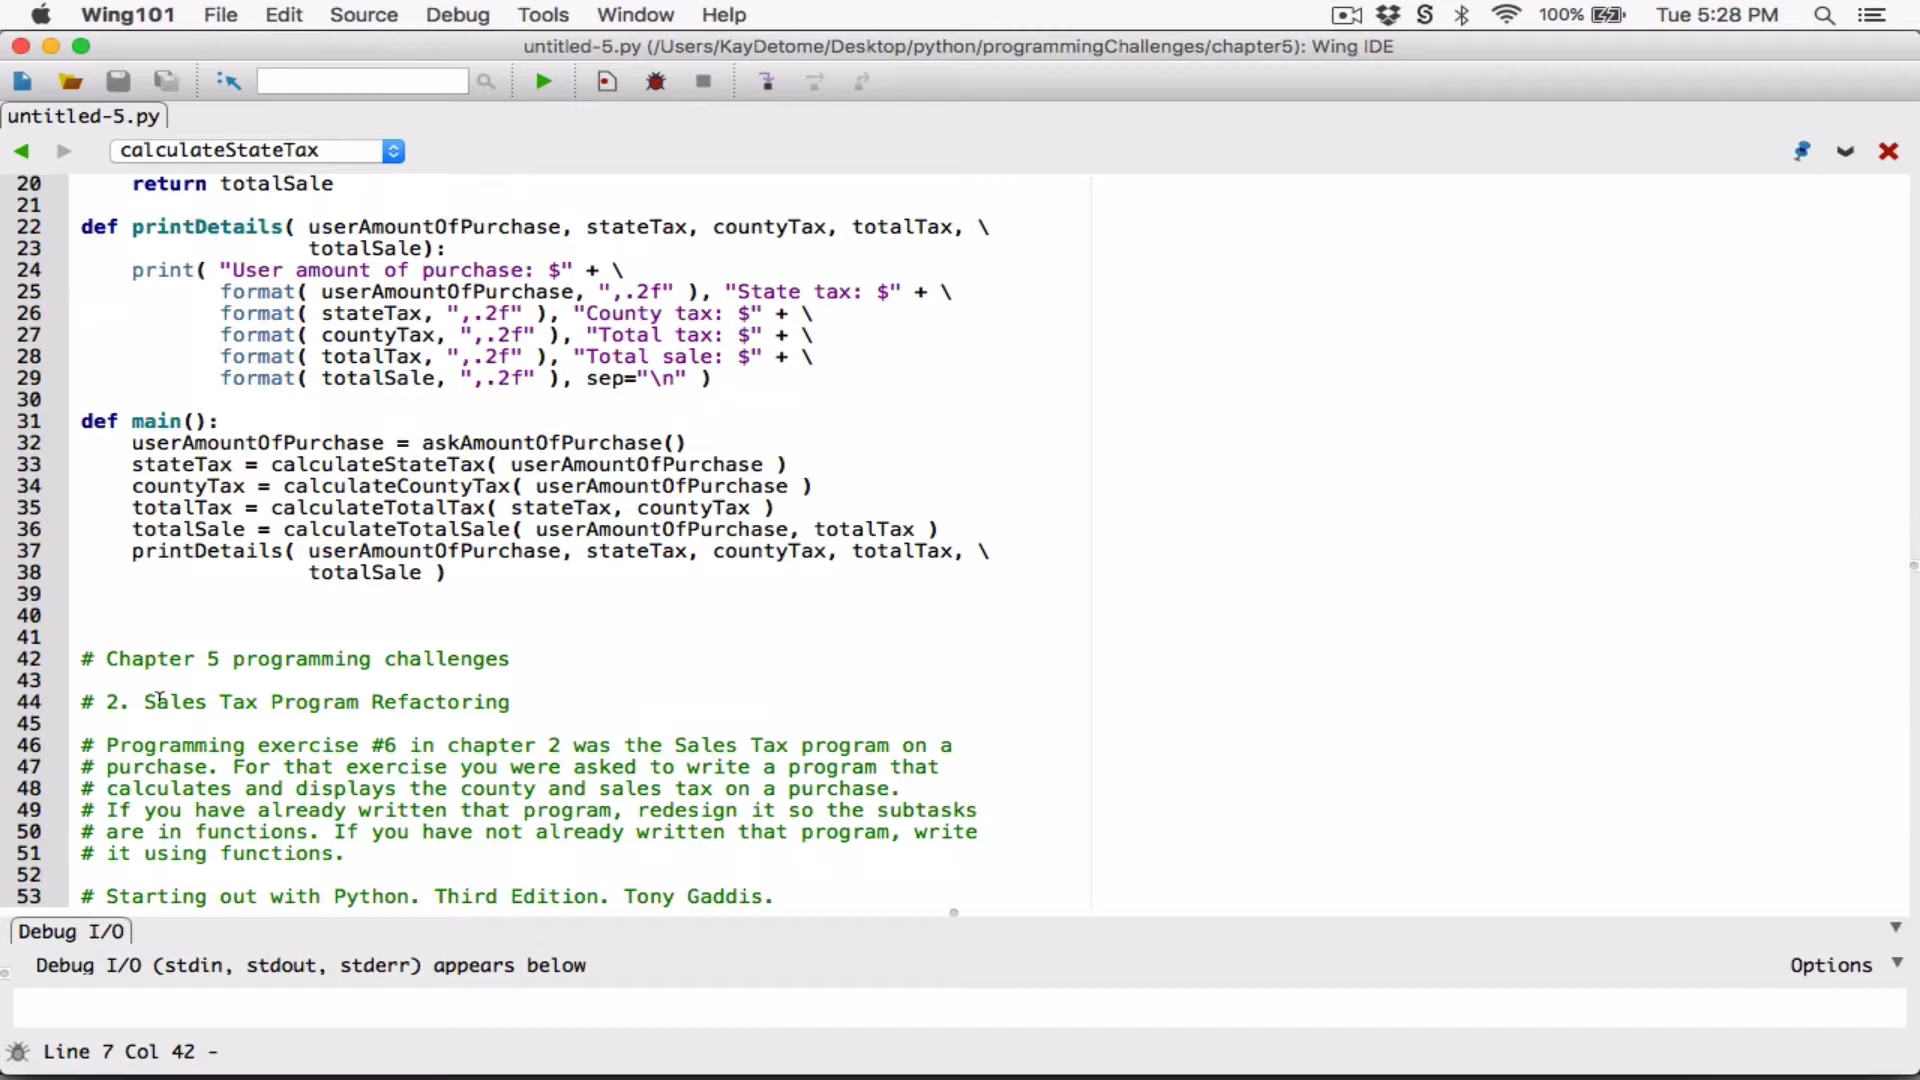 Wing101 File Edit Source Debug Tools Window Help 100% Tue 5:28 PM
untitled-5.py (/Users/KayDetome/Desktop/python/programmingChallenges/chapter5): Wing IDE
untitled-5.py
calculateStateTax
20 return totalSale
21
22 def printDetails( userAmountOfPurchase, stateTax, countyTax, totalTax, \
23 totalSale):
24 print( "User amount of purchase: $" + \
25 format( userAmountOfPurchase, ",.2f" ), "State tax: $" + \
26 format( stateTax, ",.2f" ), "County tax: $" + \
27 format( countyTax, ",.2f" ), "Total tax: $" + \
28 format( totalTax, ",.2f" ), "Total sale: $" + \
29 format( totalSale, ",.2f" ), sep="\n" )
30
31 def main():
32 userAmountOfPurchase = askAmountOfPurchase()
33 stateTax = calculateStateTax( userAmountOfPurchase )
34 countyTax = calculateCountyTax( userAmountOfPurchase )
35 totalTax = calculateTotalTax( stateTax, countyTax )
36 totalSale = calculateTotalSale( userAmountOfPurchase, totalTax )
37 printDetails( userAmountOfPurchase, stateTax, countyTax, totalTax, \
38 totalSale )
39
40
41
42 # Chapter 5 programming challenges
43
44 # 2. Sales Tax Program Refactoring
45
46 # Programming exercise #6 in chapter 2 was the Sales Tax program on a
47 # purchase. For that exercise you were asked to write a program that
48 # calculates and displays the county and sales tax on a purchase.
49 # If you have already written that program, redesign it so the subtasks
50 # are in functions. If you have not already written that program, write
51 # it using functions.
52
53 # Starting out with Python. Third Edition. Tony Gaddis.
Debug I/O
Debug I/O (stdin, stdout, stderr) appears below Options
Line 7 Col 42 -